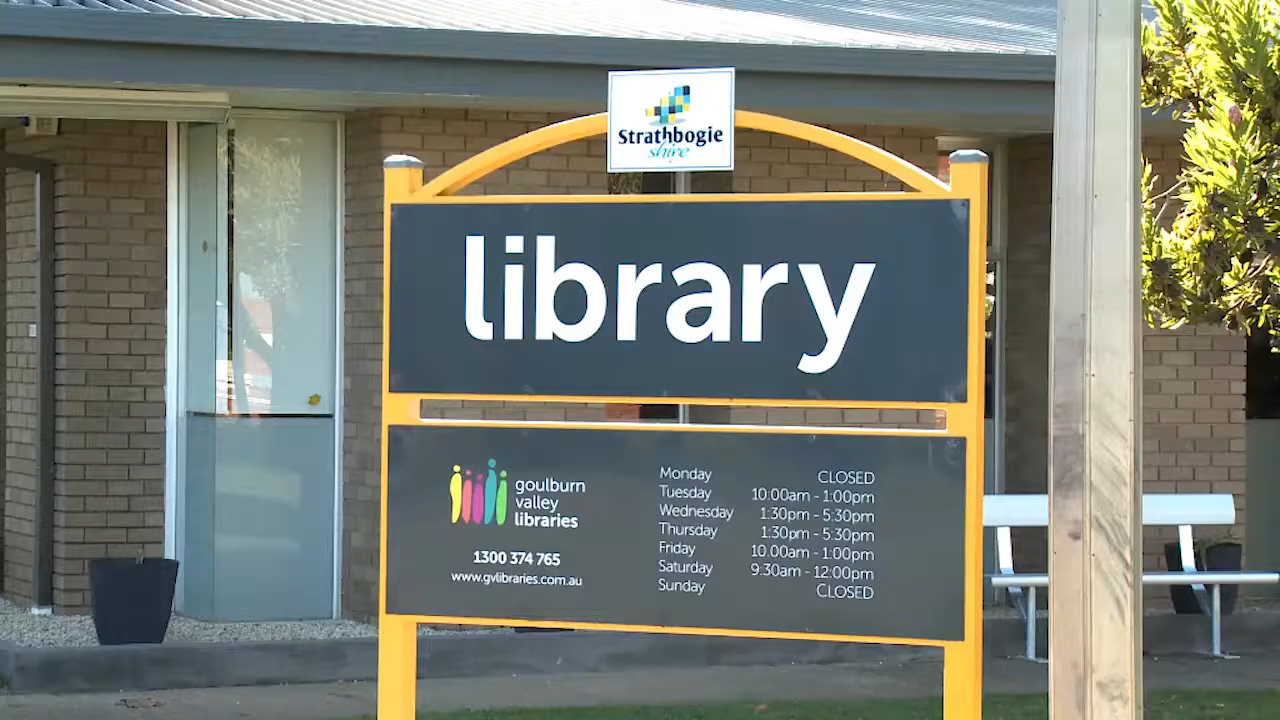 Strathbogie
shire
library
goulburn
valley
libraries
1300 374 765
www.gvlibraries.com.au
Monday CLOSED
Tuesday 10:00am - 1:00pm
Wednesday 1:30pm - 5:30pm
Thursday 1:30pm - 5:30pm
Friday 10.00am - 1:00pm
Saturday 9:30am - 12:00pm
Sunday CLOSED